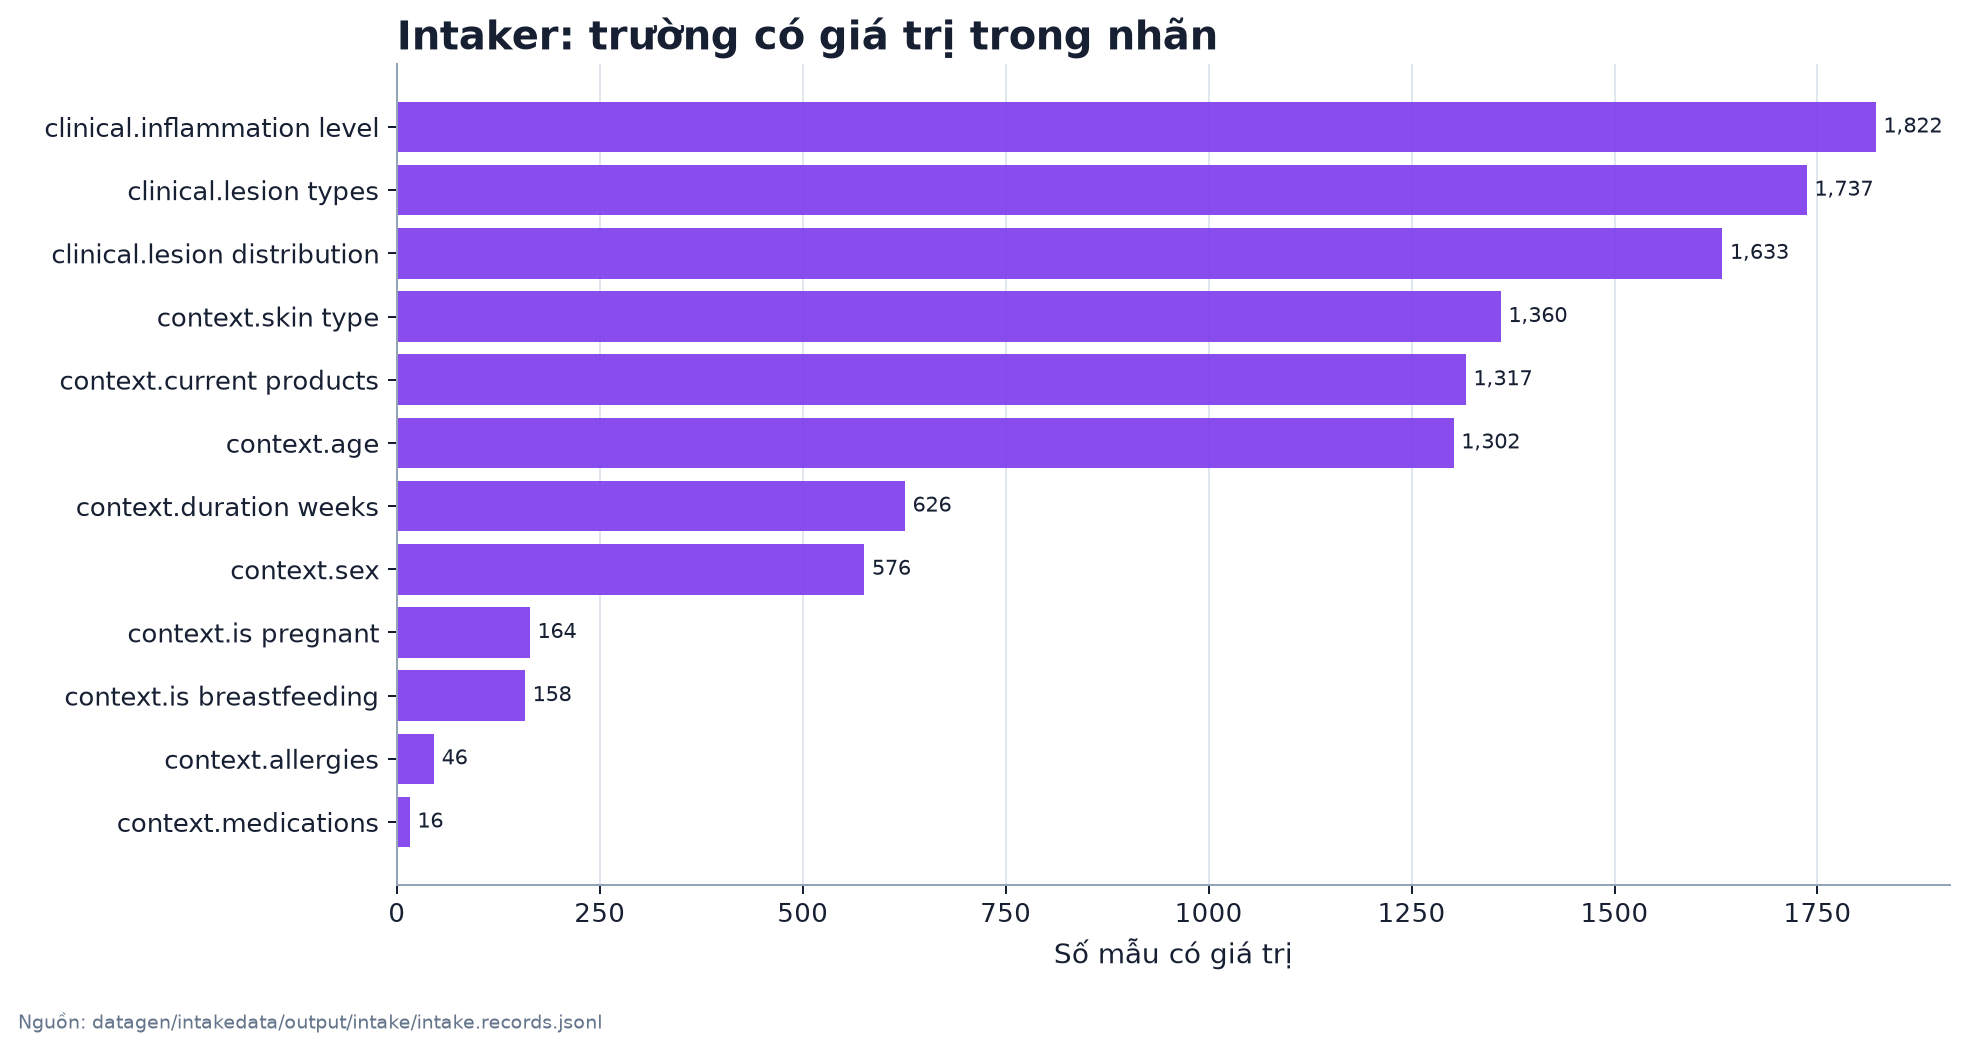 Intaker: trường có giá trị trong nhãn
clinical.inflammation level
1,822
clinical.lesion types
1,737
clinical.lesion distribution
1,633
context.skin type
1,360
context.current products
1,317
context.age
1,302
context.duration weeks
626
context.sex
576
context.is pregnant
164
context.is breastfeeding
158
context.allergies
46
context.medications
16
0 250 500 750 1000 1250 1500 1750
Số mẫu có giá trị
Nguồn: datagen/intakedata/output/intake/intake.records.jsonl